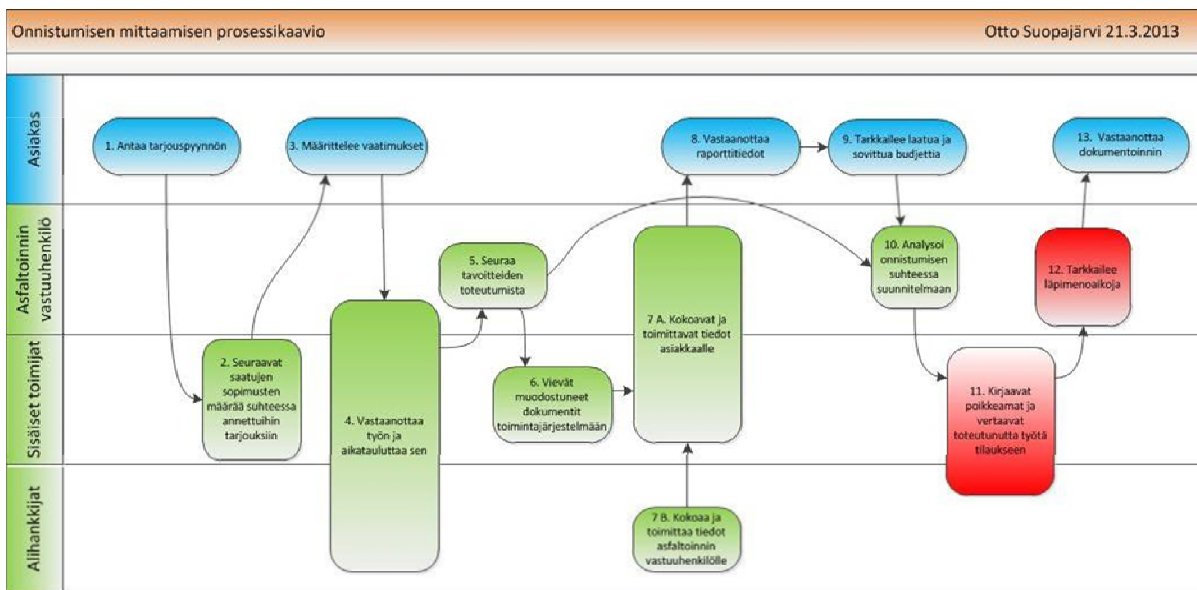 Onnistumisen mittaamisen prosessikaavio
Otto Suopajärvi 21.3.2013
Asiakas
1. Antaa tarjouspyynnön
3. Määrittelee vaatimukset
8. Vastaanottaa
raporttitiedot
9. Tarkkailee laatua ja
sovittua budjettia
13. Vastaanottaa
dokumentoinnin
Asfaltoinnin
vastuuhenkilö
5. Seuraa
tavoitteiden
toteutumista
7 A. Kokoavat ja
toimittavat tiedot
asiakkaalle
10. Analysoi
onnistumisen
suhteessa
suunnitelmaan
12. Tarkkailee
läpimenoaikoja
Sisäiset toimijat
2. Seuraavat
saatujen
sopimusten
määrää suhteessa
annettuihin
tarjouksiin
4. Vastaanottaa
työn ja
aikatauluttaa sen
6. Vievät
muodostuneet
dokumentit
toimintajärjestelmään
11. Kirjaavat
poikkeamat ja
vertaavat
toteutunutta työtä
tilaukseen
Alihankkijat
7 B. Kokoaa ja
toimittaa tiedot
asfaltoinnin
vastuuhenkilölle